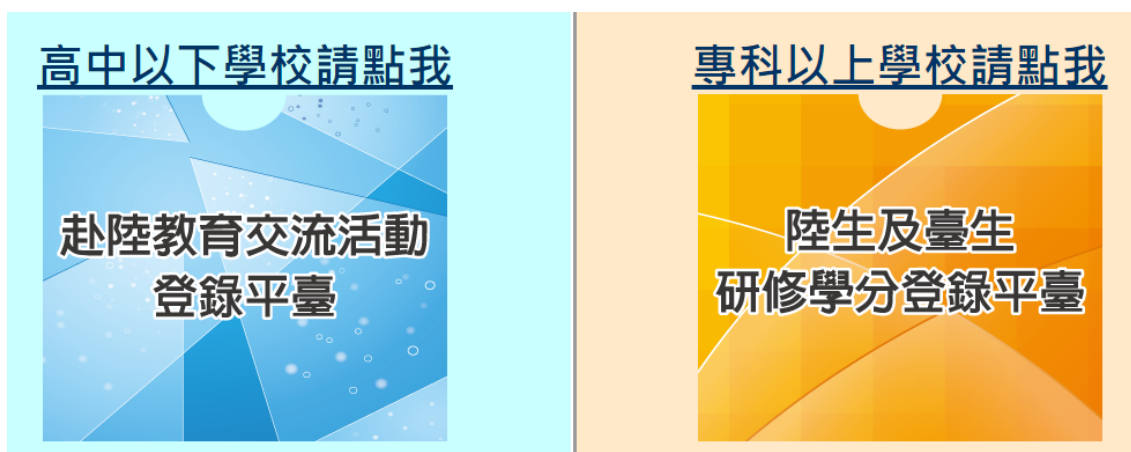 高中以下學校請點我
赴陸教育交流活動
登錄平臺
專科以上學校請點我
陸生及臺生
研修學分登錄平臺